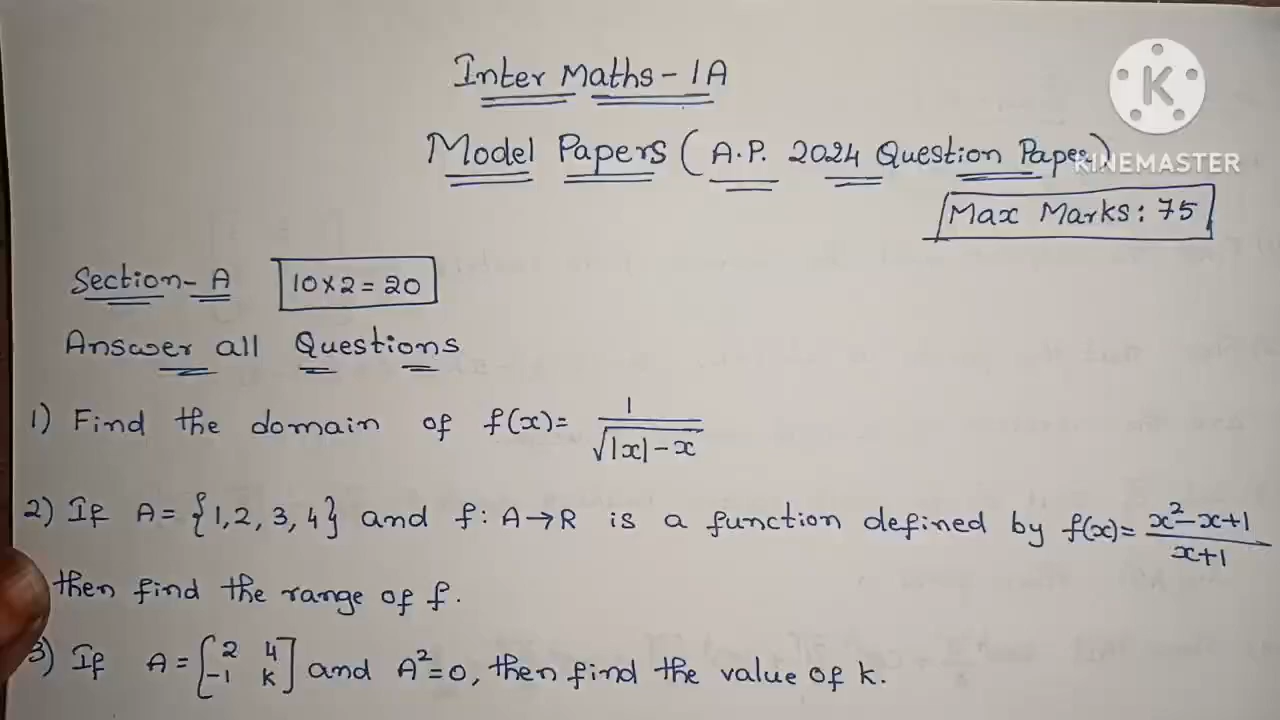 Inter Maths-1A
K
Model Papers (A.P. 2024 Question Paper)
KINEMASTER
Max Marks: 75
Section-A 10x2=20
Answer all Questions
1) Find the domain of f(x)= 1/√|x|-x
2) If A= {1,2,3,4} and f: A→R is a function defined by f(x)= x²-x+1/x+1
then find the range of f.
3) If A= [2 4 -1 k] and A²=0, then find the value of k.